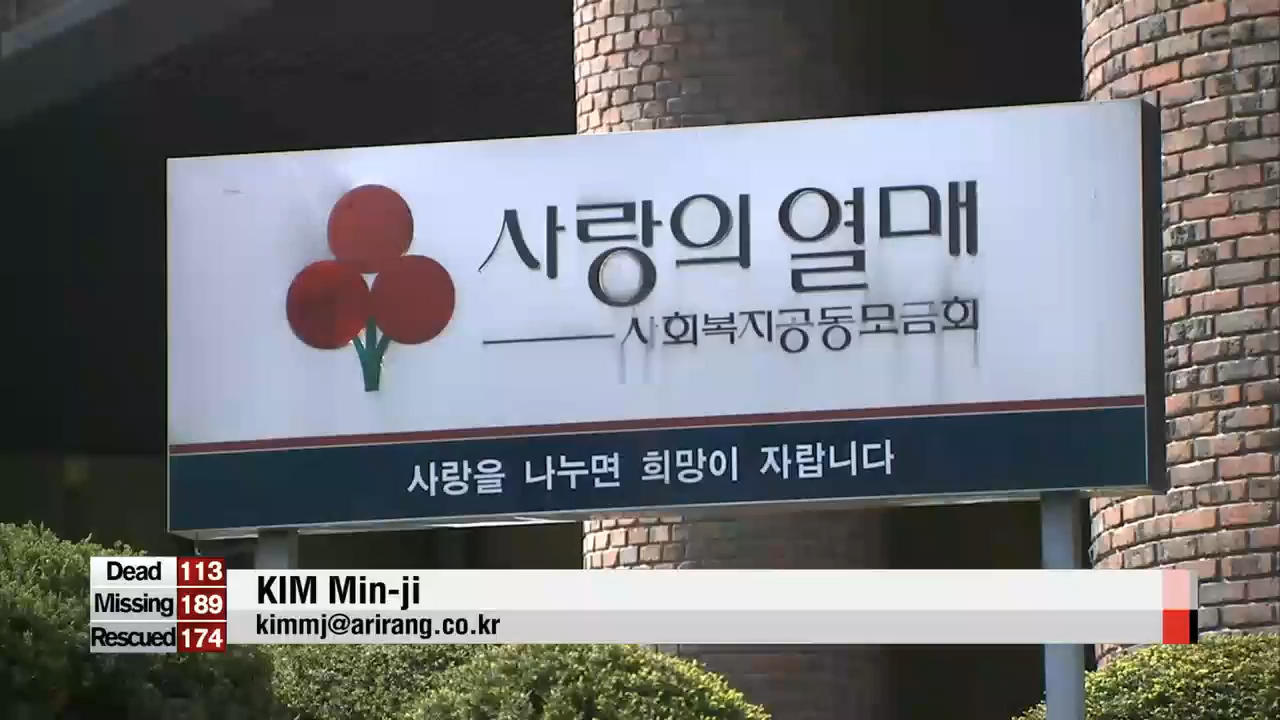 사랑의 열매
사회복지공동모금회
사랑을 나누면 희망이 자랍니다
Dead 113
Missing 189
Rescued 174
KIM Min-ji
kimmj@arirang.co.kr